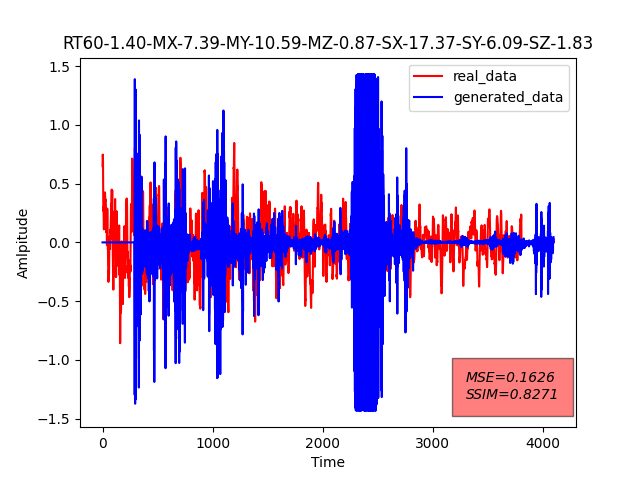 RT60-1.40-MX-7.39-MY-10.59-MZ-0.87-SX-17.37-SY-6.09-SZ-1.83
real_data
generated_data
1.5
1.0
0.5
0.0
−0.5
−1.0
−1.5
Amlpitude
MSE=0.1626
SSIM=0.8271
0 1000 2000 3000 4000
Time